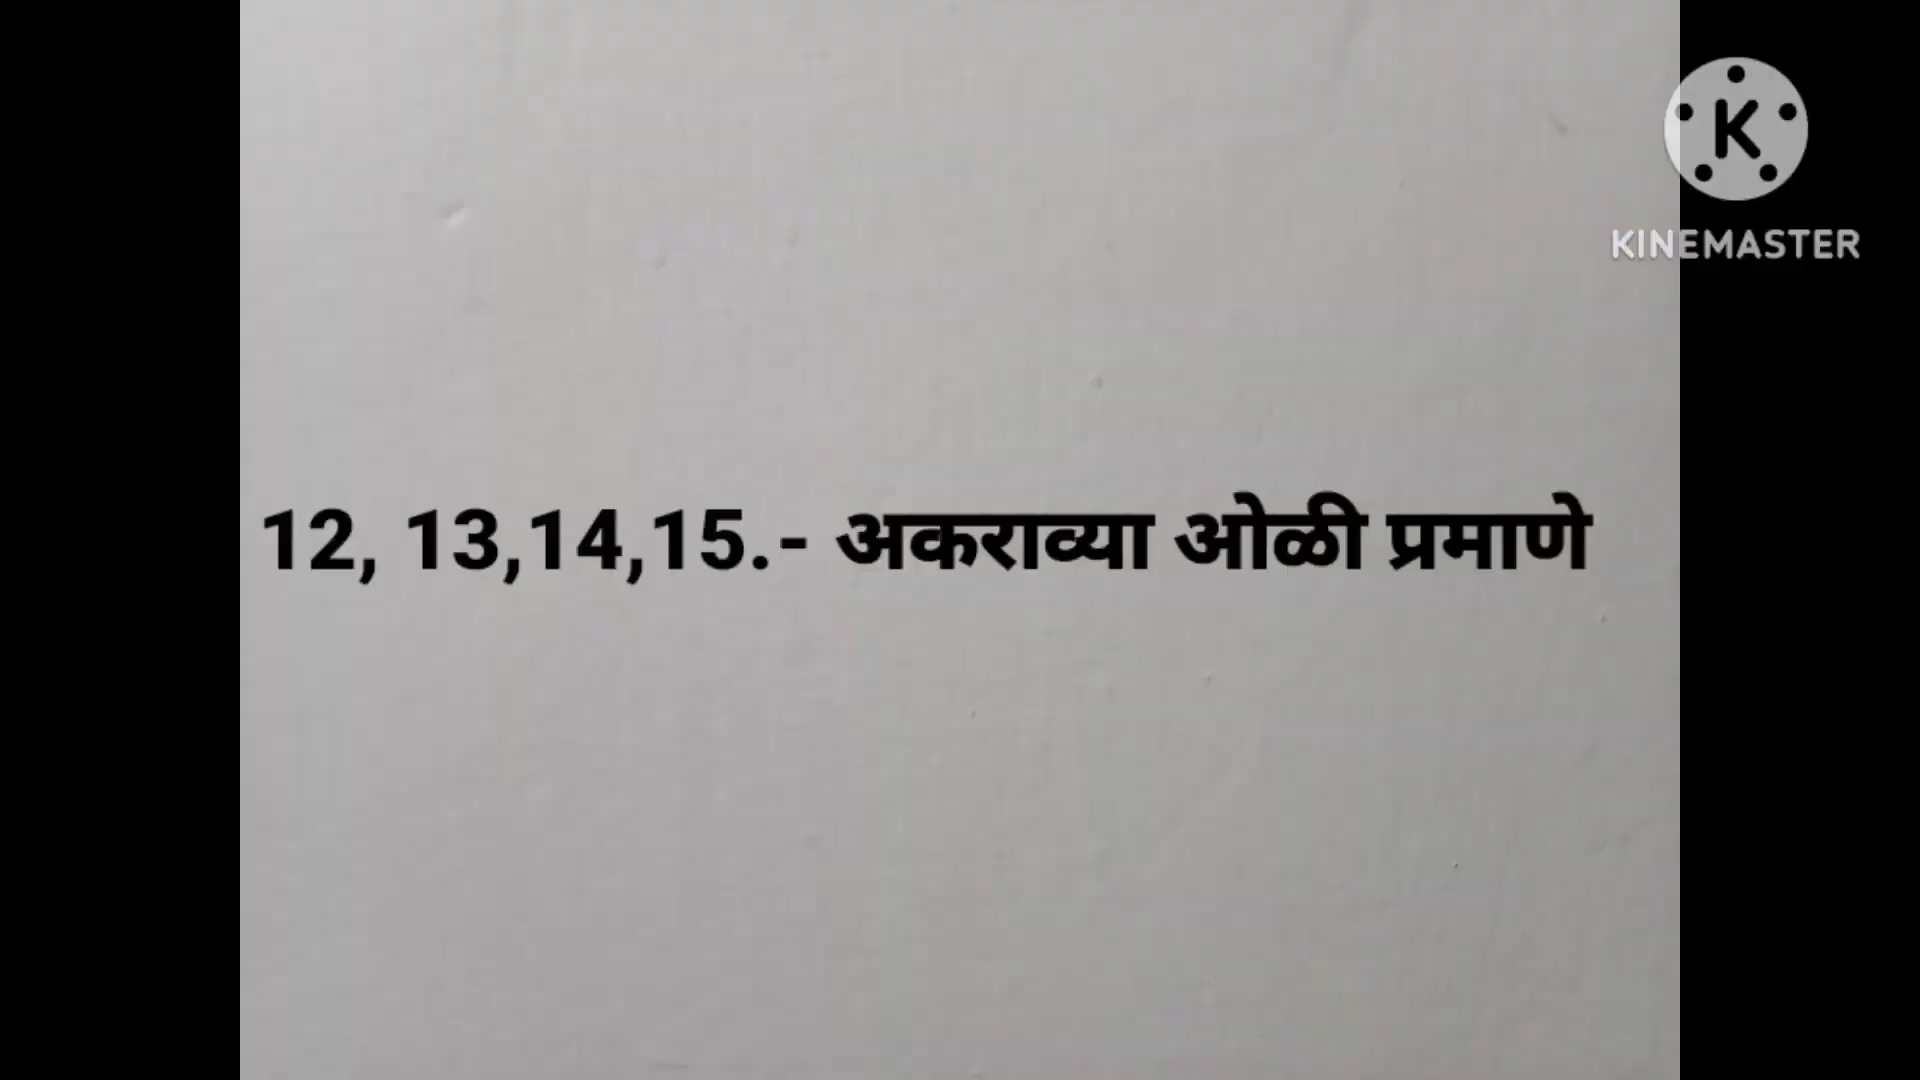 K
KINEMASTER
12, 13,14,15.- अकराव्या ओळी प्रमाणे